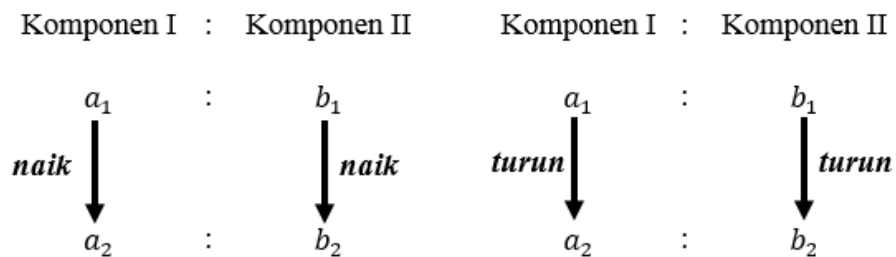 Komponen I : Komponen II Komponen I : Komponen II
a₁ : b₁ a₁ : b₁
naik naik turun turun
a₂ : b₂ a₂ : b₂